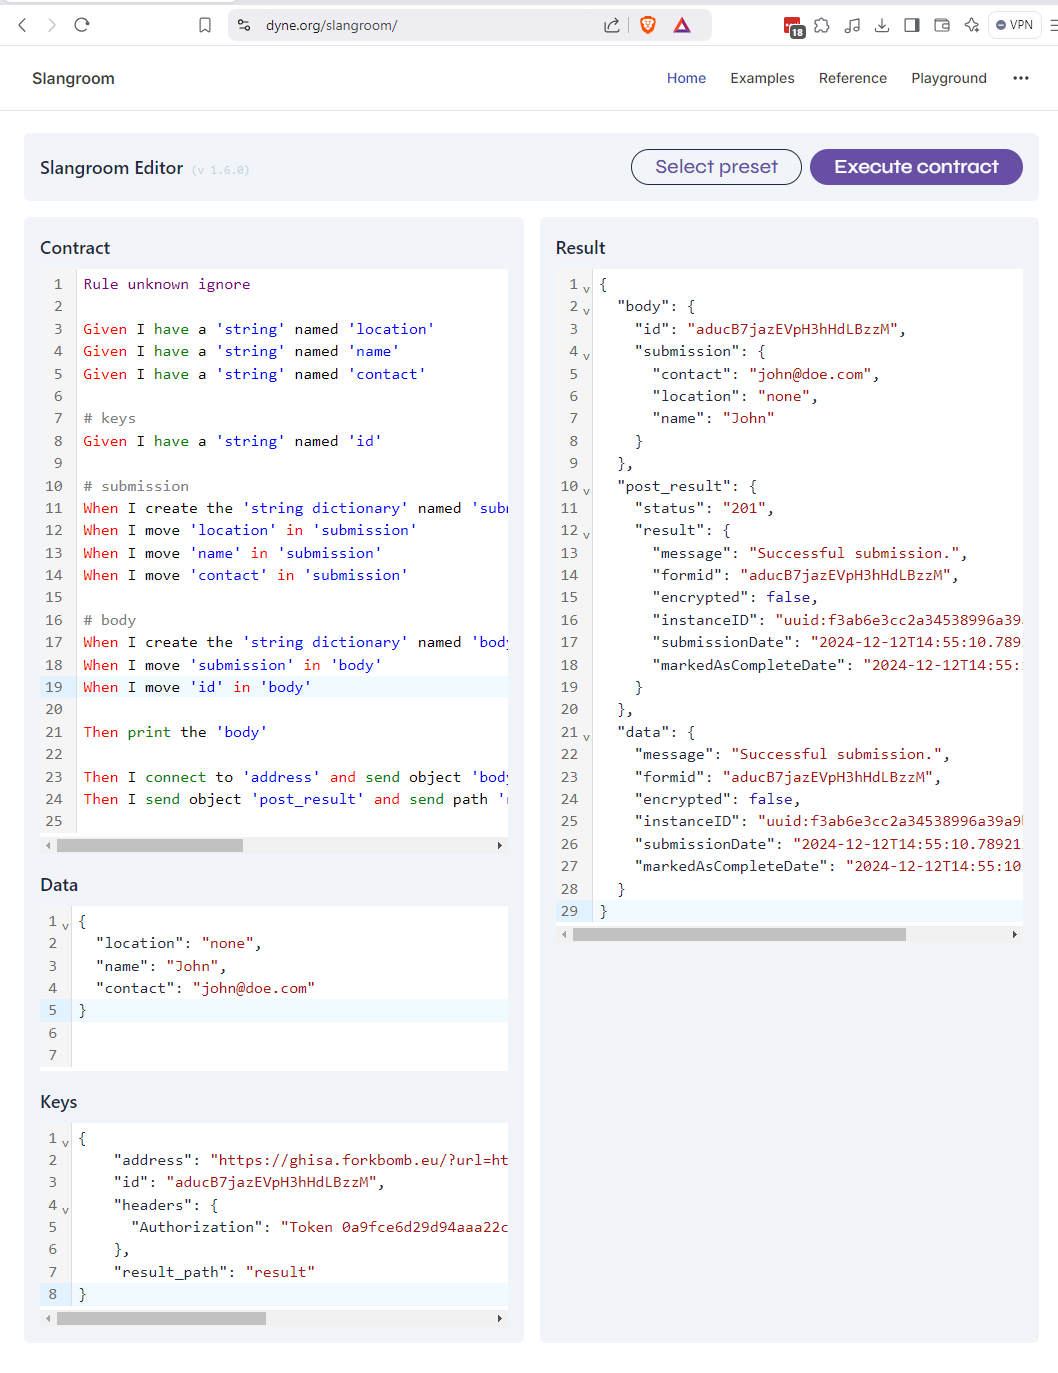 dyne.org/slangroom/
18
VPN
Slangroom
Home
Examples
Reference
Playground
Slangroom Editor (v 1.6.0)
Select preset
Execute contract
Contract
1 Rule unknown ignore
2
3 Given I have a 'string' named 'location'
4 Given I have a 'string' named 'name'
5 Given I have a 'string' named 'contact'
6
7 # keys
8 Given I have a 'string' named 'id'
9
10 # submission
11 When I create the 'string dictionary' named 'subm
12 When I move 'location' in 'submission'
13 When I move 'name' in 'submission'
14 When I move 'contact' in 'submission'
15
16 # body
17 When I create the 'string dictionary' named 'body
18 When I move 'submission' in 'body'
19 When I move 'id' in 'body'
20
21 Then print the 'body'
22
23 Then I connect to 'address' and send object 'body
24 Then I send object 'post_result' and send path 'r
25
Data
1 {
2 "location": "none",
3 "name": "John",
4 "contact": "john@doe.com"
5 }
6
7
Keys
1 {
2 "address": "https://ghisa.forkbomb.eu/?url=ht
3 "id": "aducB7jazEVpH3hHdLBzzM",
4 "headers": {
5 "Authorization": "Token 0a9fce6d29d94aaa22c
6 },
7 "result_path": "result"
8 }
Result
1 {
2 "body": {
3 "id": "aducB7jazEVpH3hHdLBzzM",
4 "submission": {
5 "contact": "john@doe.com",
6 "location": "none",
7 "name": "John"
8 }
9 },
10 "post_result": {
11 "status": "201",
12 "result": {
13 "message": "Successful submission.",
14 "formid": "aducB7jazEVpH3hHdLBzzM",
15 "encrypted": false,
16 "instanceID": "uuid:f3ab6e3cc2a34538996a39
17 "submissionDate": "2024-12-12T14:55:10.789
18 "markedAsCompleteDate": "2024-12-12T14:55:
19 }
20 },
21 "data": {
22 "message": "Successful submission.",
23 "formid": "aducB7jazEVpH3hHdLBzzM",
24 "encrypted": false,
25 "instanceID": "uuid:f3ab6e3cc2a34538996a39a9
26 "submissionDate": "2024-12-12T14:55:10.78921
27 "markedAsCompleteDate": "2024-12-12T14:55:10
28 }
29 }